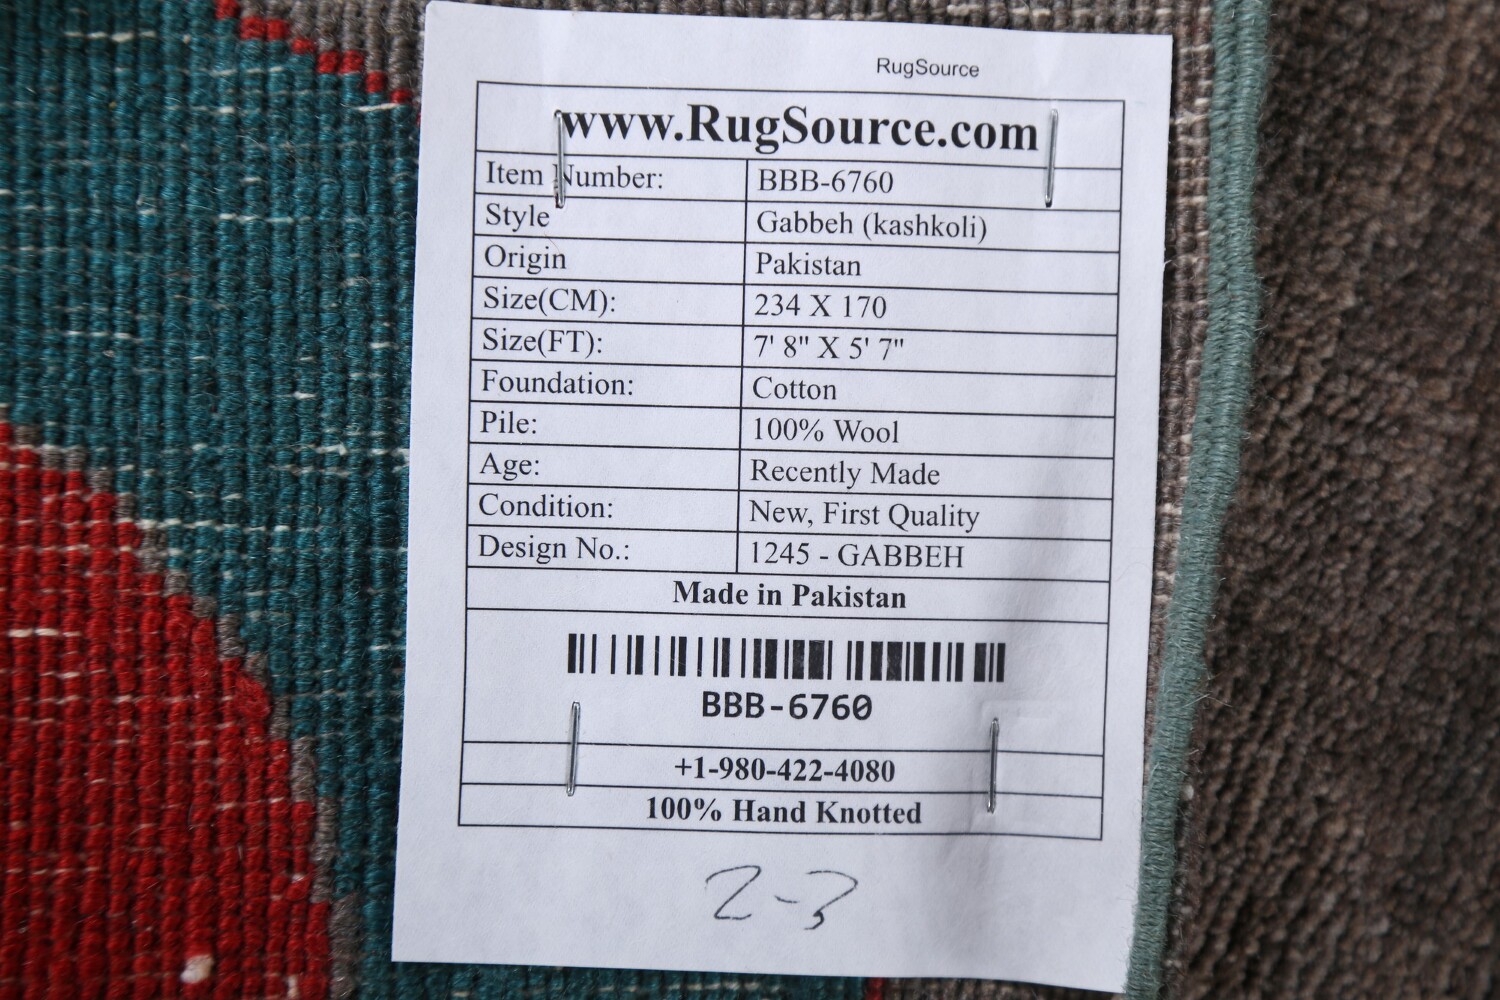 RugSource
www.RugSource.com
Item Number: BBB-6760
Style Gabbeh (kashkoli)
Origin Pakistan
Size(CM): 234 X 170
Size(FT): 7' 8" X 5' 7"
Foundation: Cotton
Pile: 100% Wool
Age: Recently Made
Condition: New, First Quality
Design No.: 1245 - GABBEH
Made in Pakistan
BBB-6760
+1-980-422-4080
100% Hand Knotted
2-3